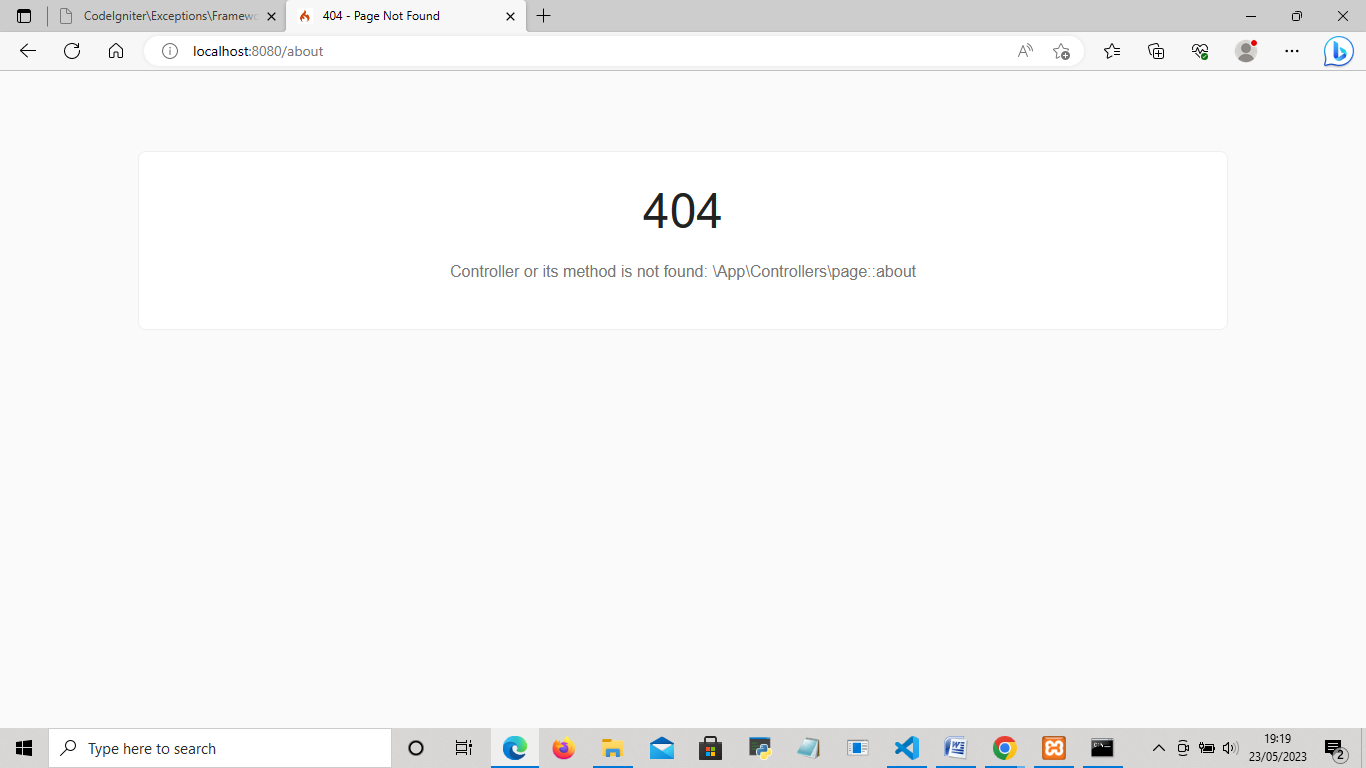 CodeIgniter\Exceptions\Framewo
404 - Page Not Found
localhost:8080/about
404
Controller or its method is not found: \App\Controllers\page::about
Type here to search
19:19
23/05/2023
2